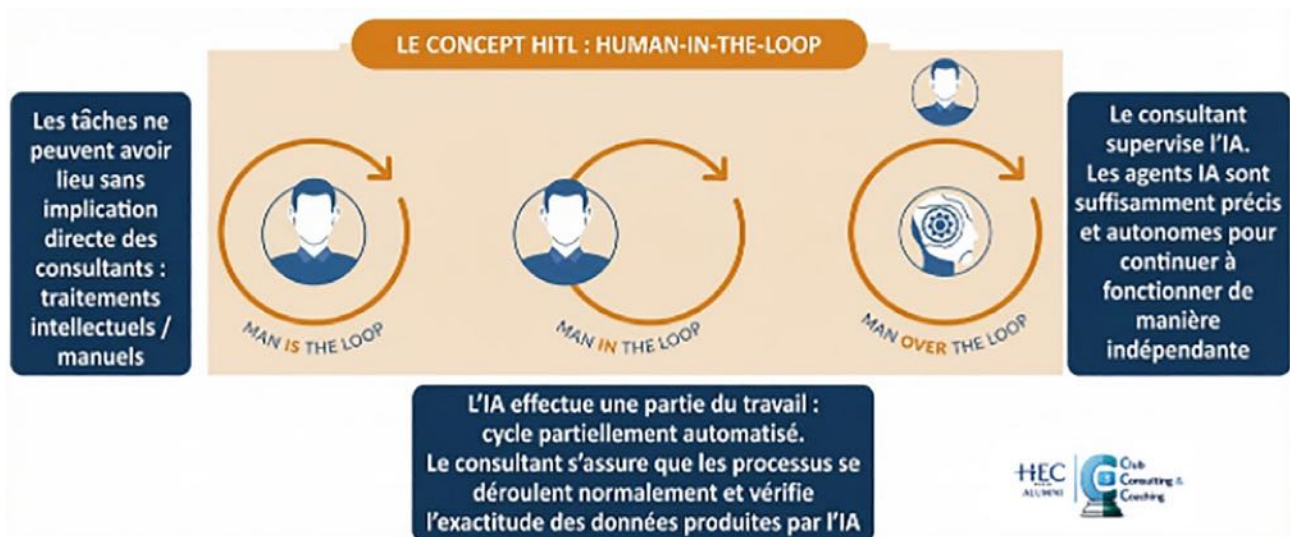 LE CONCEPT HITL : HUMAN-IN-THE-LOOP
Les tâches ne
peuvent avoir
lieu sans
implication
directe des
consultants :
traitements
intellectuels /
manuels
MAN IS THE LOOP
MAN IN THE LOOP
MAN OVER THE LOOP
Le consultant
supervise l'IA.
Les agents IA sont
suffisamment précis
et autonomes pour
continuer à
fonctionner de
manière
indépendante
L'IA effectue une partie du travail :
cycle partiellement automatisé.
Le consultant s'assure que les processus se
déroulent normalement et vérifie
l'exactitude des données produites par l'IA
HEC
ALUMNI
Club
Consulting &
Coaching